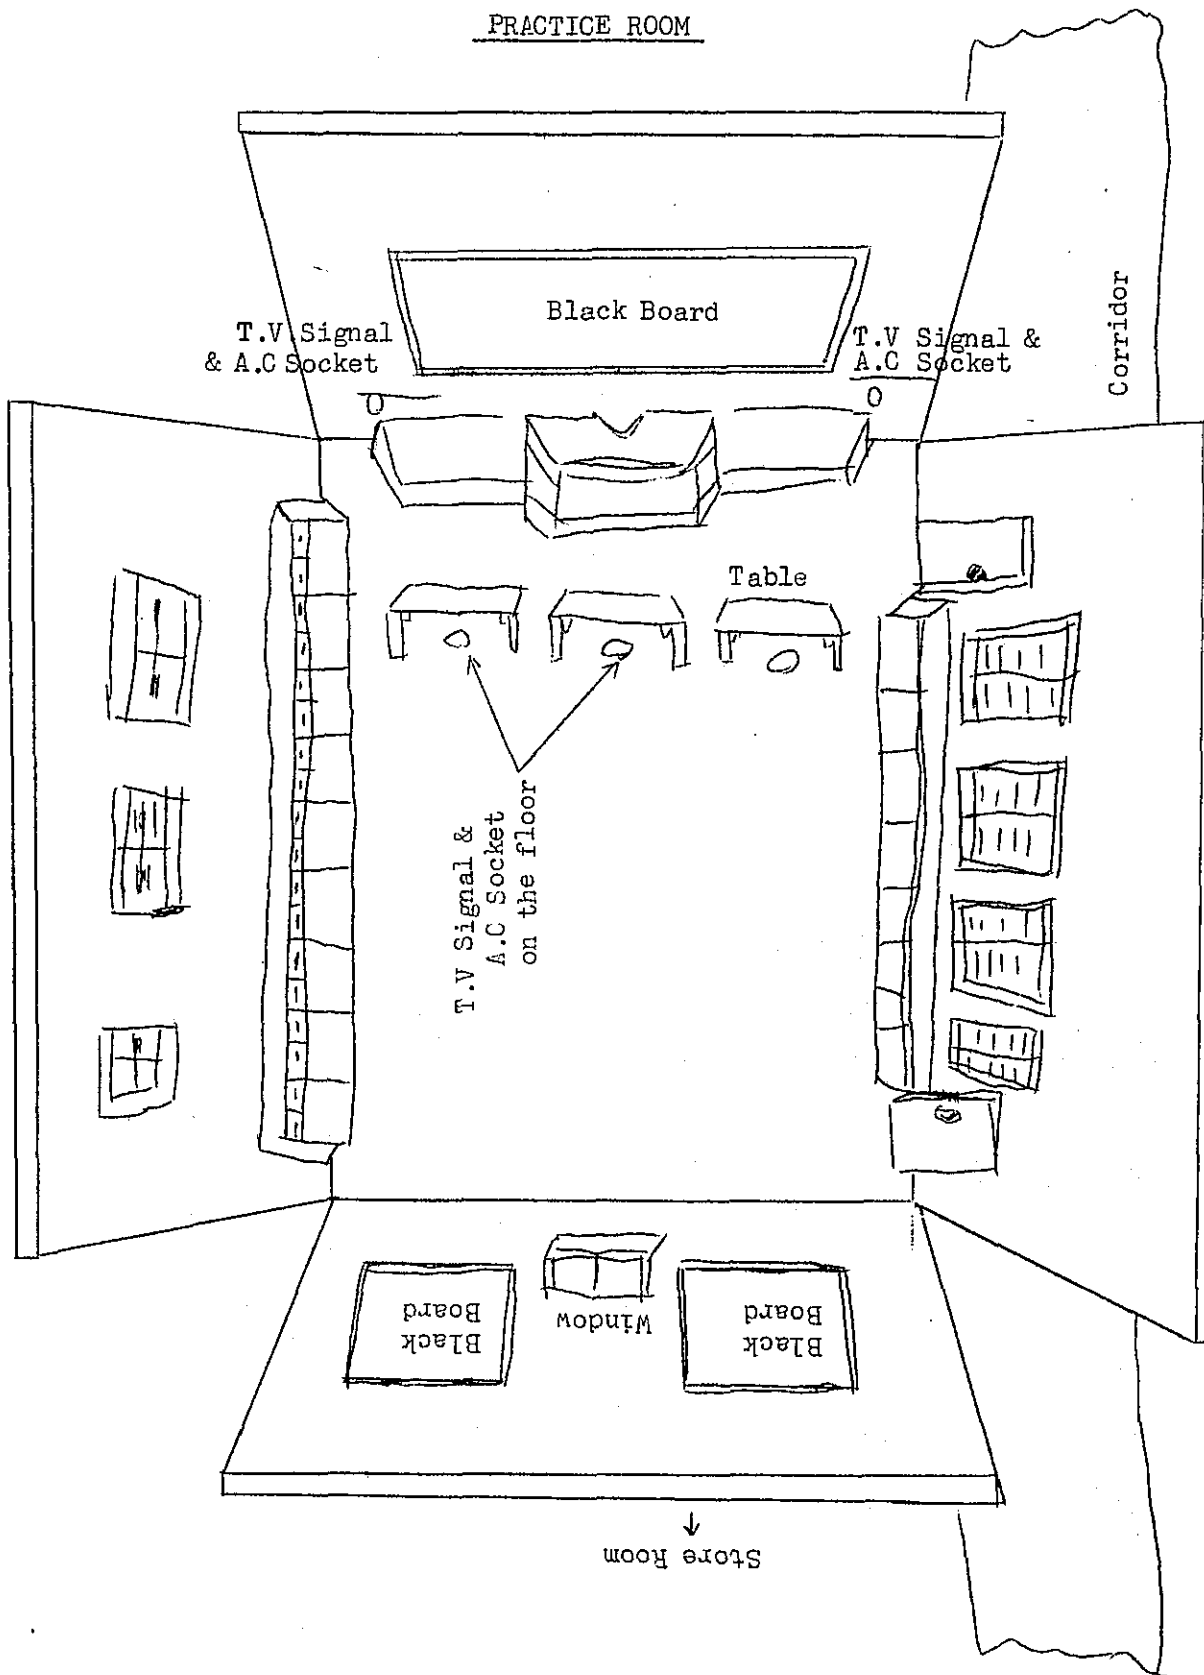 PRACTICE ROOM
Black Board
T.V Signal
& A.C Socket
T.V Signal &
A.C Socket
Corridor
Table
T.V Signal &
A.C Socket
on the floor
Black
Board
Window
Black
Board
Store Room